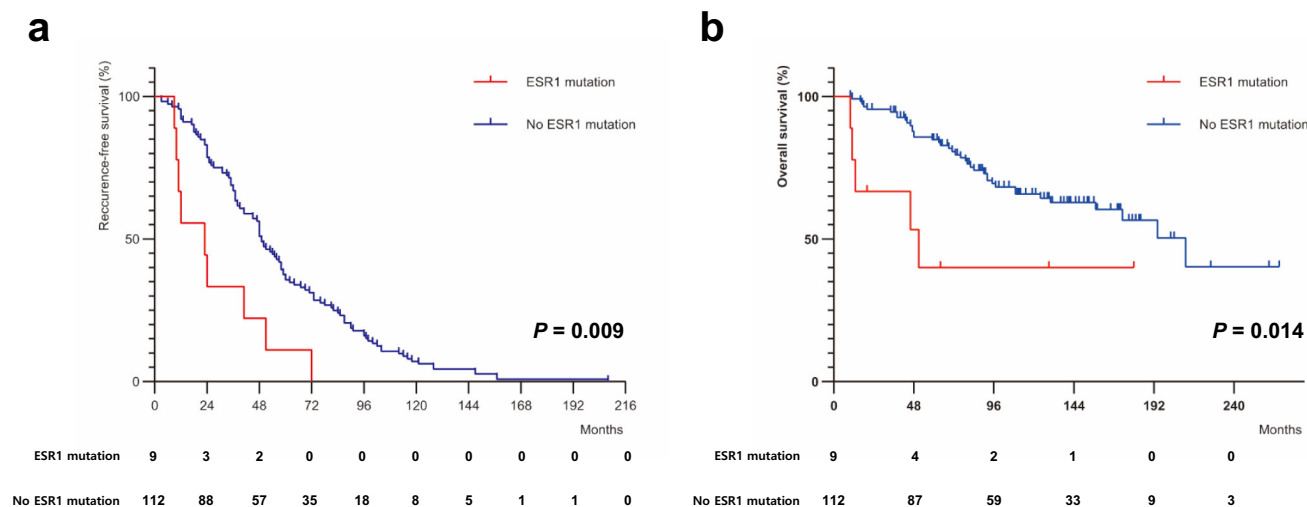 a
Reccurence-free survival (%)
ESR1 mutation
No ESR1 mutation
100
50
0
P = 0.009
0 24 48 72 96 120 144 168 192 216
Months
ESR1 mutation 9 3 2 0 0 0 0 0 0 0
No ESR1 mutation 112 88 57 35 18 8 5 1 1 0
b
Overall survival (%)
ESR1 mutation
No ESR1 mutation
100
50
0
P = 0.014
0 48 96 144 192 240
Months
ESR1 mutation 9 4 2 1 0 0
No ESR1 mutation 112 87 59 33 9 3